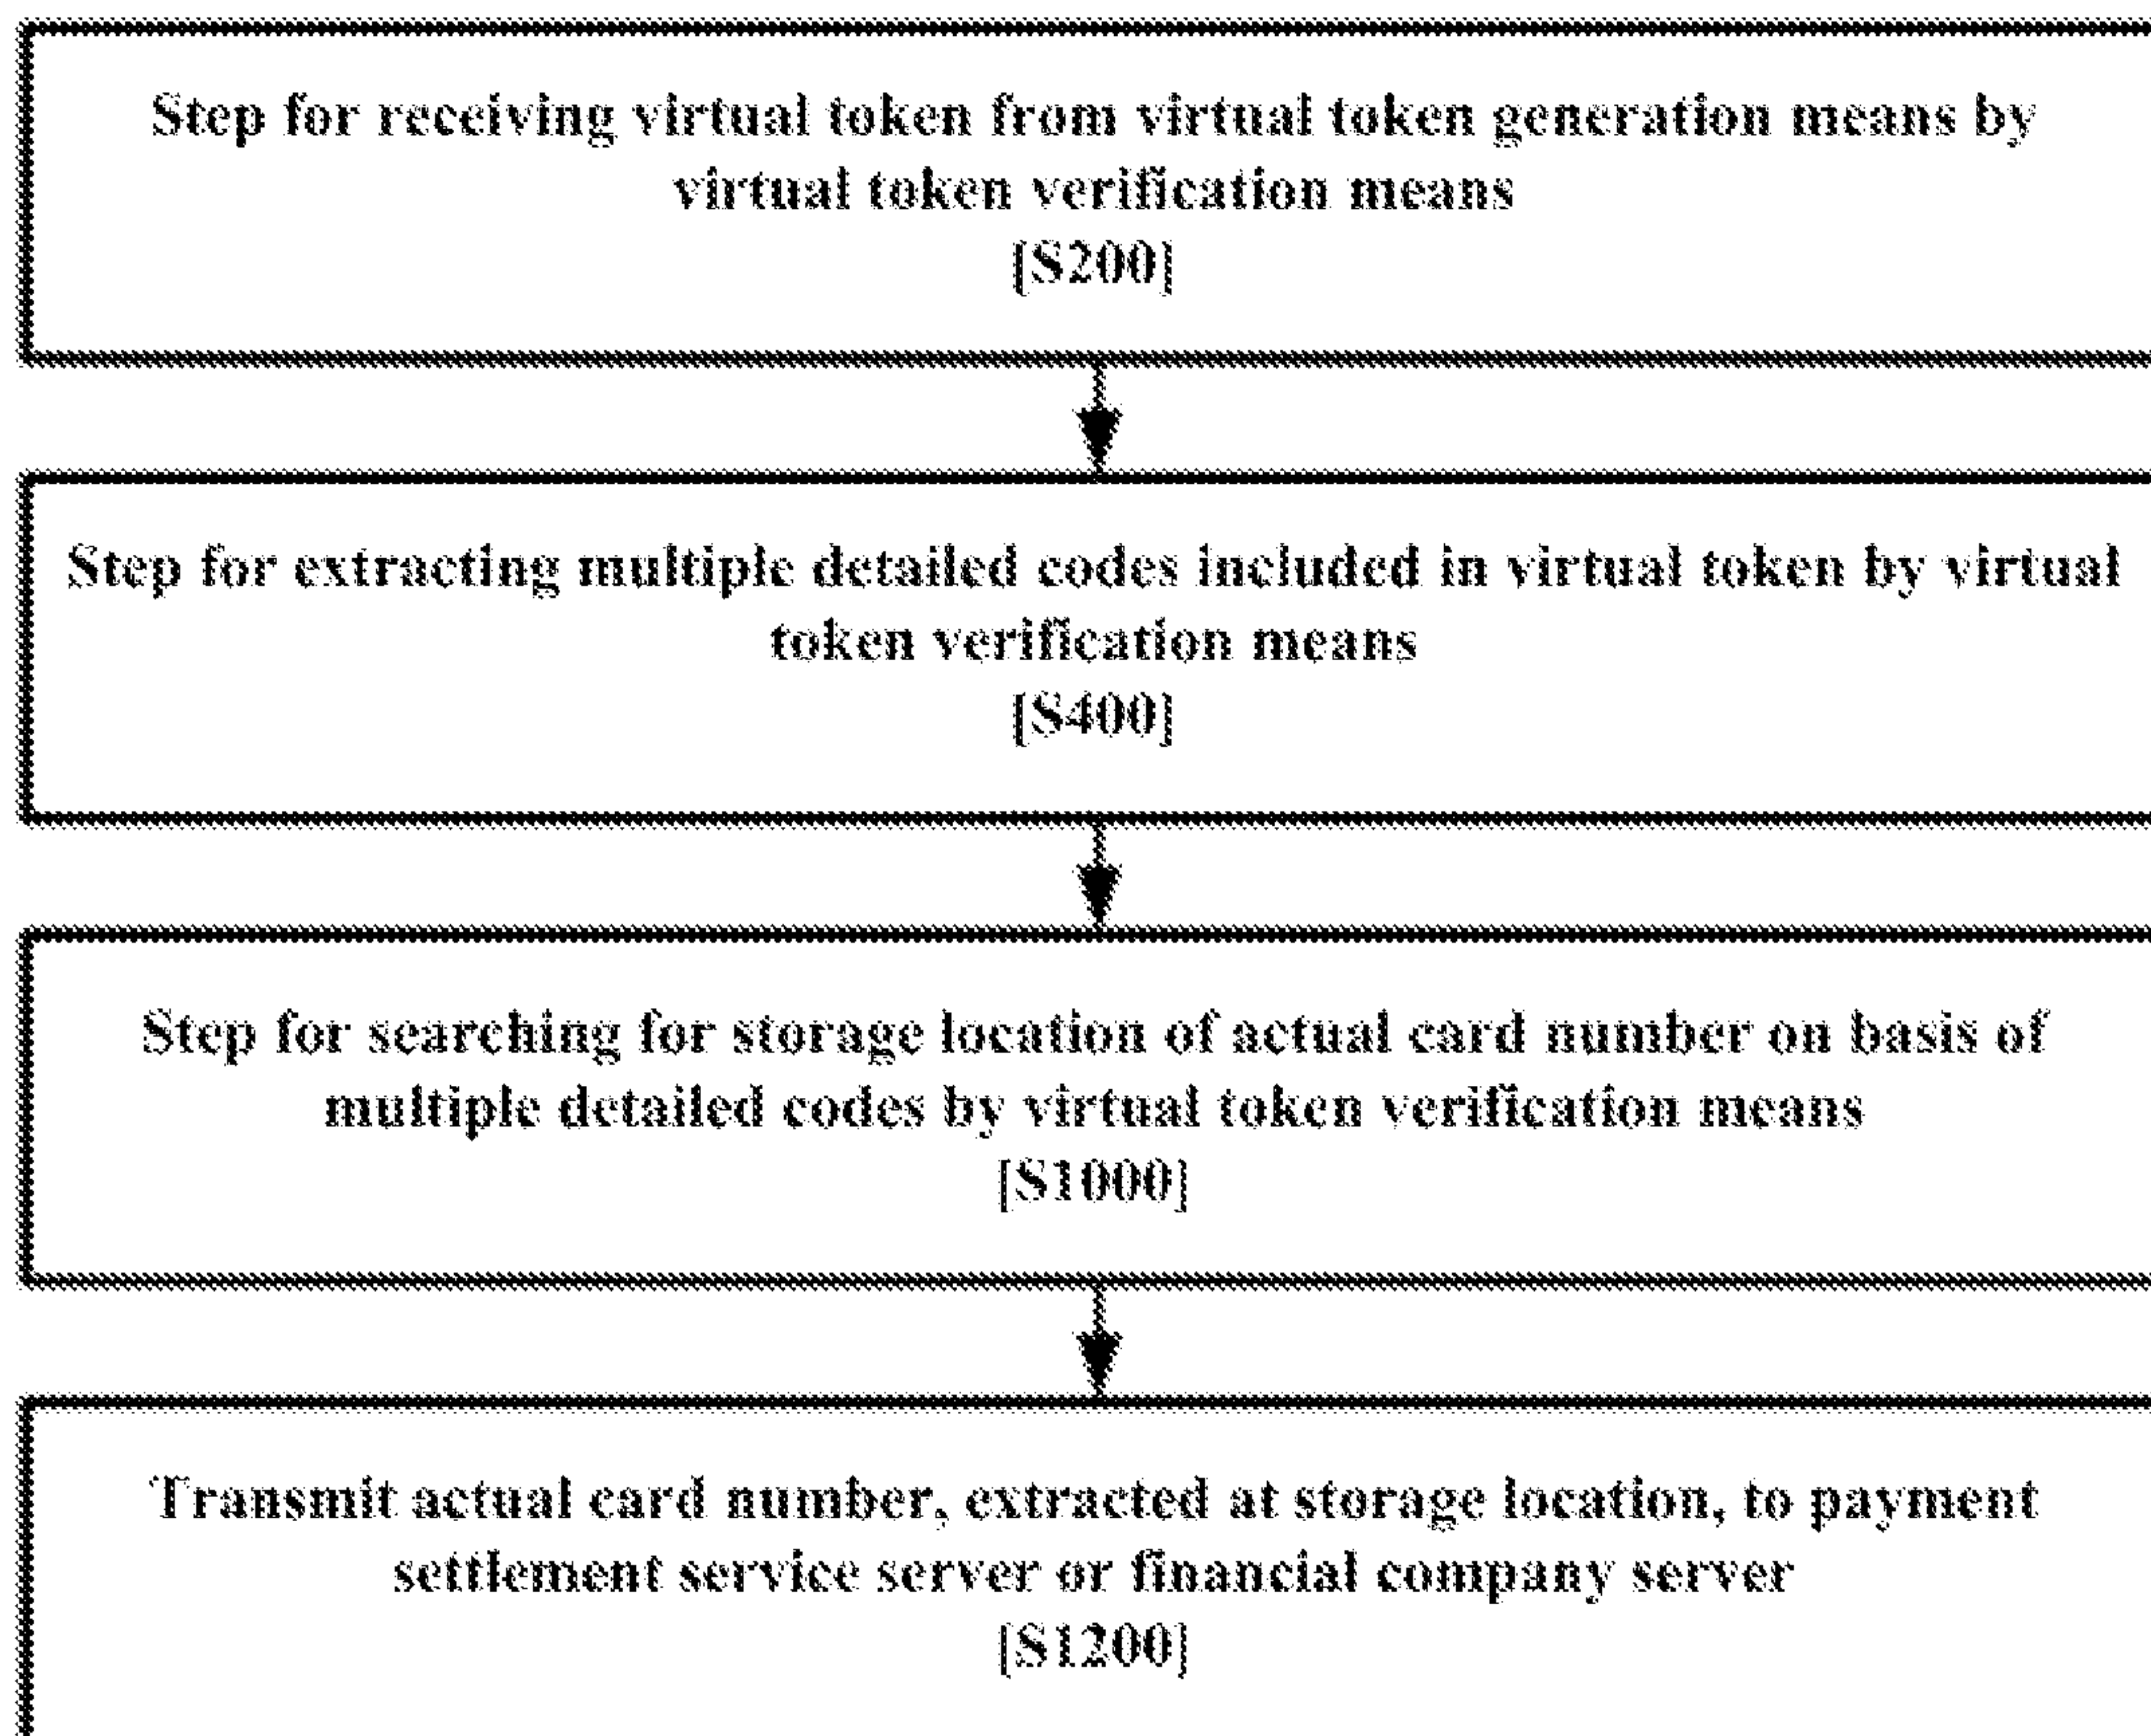 Step for receiving virtual token from virtual token generation means by
virtual token verification means
[S200]
Step for extracting multiple detailed codes included in virtual token by virtual
token verification means
[S400]
Step for searching for storage location of actual card number on basis of
multiple detailed codes by virtual token verification means
[S1000]
Transmit actual card number, extracted at storage location, to payment
settlement service server or financial company server
[S1200]